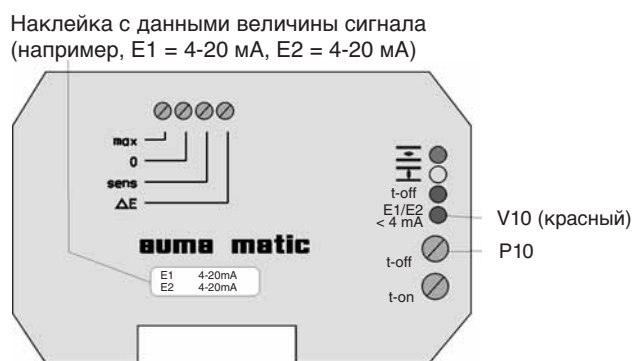 Наклейка с данными величины сигнала
(например, E1 = 4-20 мА, E2 = 4-20 мА)
max
0
sens
ΔE
t-off
E1/E2
< 4 mA
V10 (красный)
P10
t-off
t-on
auma matic
E1 4-20mA
E2 4-20mA